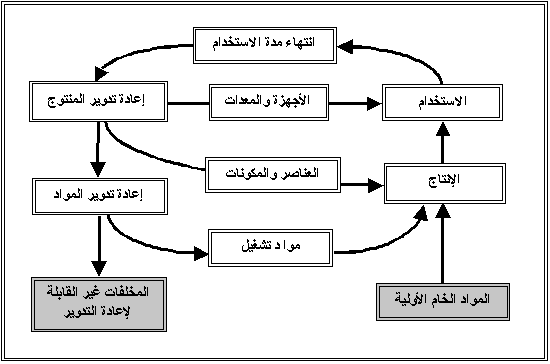 انتهاء مدة الاستخدام
الاستخدام
الأجهزة والمعدات
إعادة تدوير المنتوج
العناصر والمكونات
الإنتاج
إعادة تدوير المواد
مواد تشغيل
المواد الخام الأولية
المخلفات غير القابلة
لإعادة التدوير